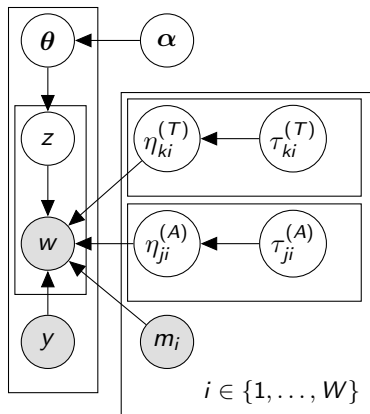 θ α
z η_{ki}^{(T)} τ_{ki}^{(T)}
w η_{ji}^{(A)} τ_{ji}^{(A)}
y m_i
i ∈ {1, . . . , W}